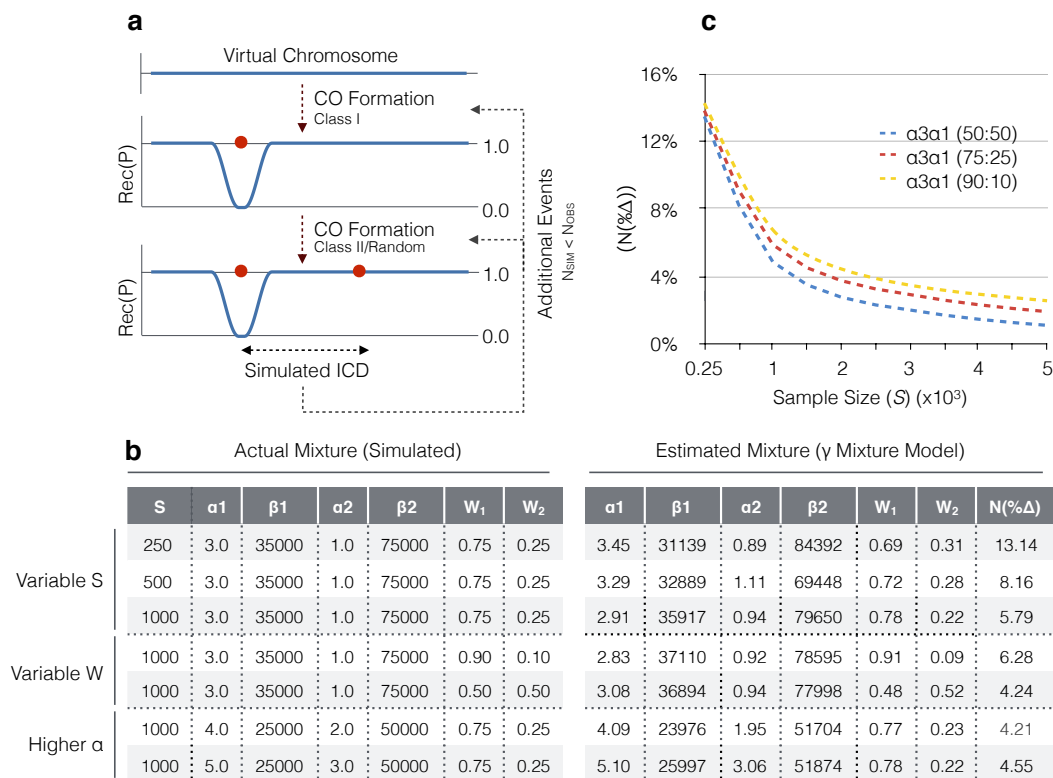 a
Virtual Chromosome
CO Formation
Class I
Rec(P)
1.0
0.0
CO Formation
Class II/Random
Rec(P)
1.0
0.0
Simulated ICD
Additional Events
NSIM < NOBS
c
(N(%Δ))
16%
12%
8%
4%
0%
α3α1 (50:50)
α3α1 (75:25)
α3α1 (90:10)
0.25 1 2 3 4 5
Sample Size (S) (x10³)
b
Actual Mixture (Simulated) Estimated Mixture (γ Mixture Model)
S α1 β1 α2 β2 W₁ W₂ α1 β1 α2 β2 W₁ W₂ N(%Δ)
Variable S
250 3.0 35000 1.0 75000 0.75 0.25 3.45 31139 0.89 84392 0.69 0.31 13.14
500 3.0 35000 1.0 75000 0.75 0.25 3.29 32889 1.11 69448 0.72 0.28 8.16
1000 3.0 35000 1.0 75000 0.75 0.25 2.91 35917 0.94 79650 0.78 0.22 5.79
Variable W
1000 3.0 35000 1.0 75000 0.90 0.10 2.83 37110 0.92 78595 0.91 0.09 6.28
1000 3.0 35000 1.0 75000 0.50 0.50 3.08 36894 0.94 77998 0.48 0.52 4.24
Higher α
1000 4.0 25000 2.0 50000 0.75 0.25 4.09 23976 1.95 51704 0.77 0.23 4.21
1000 5.0 25000 3.0 50000 0.75 0.25 5.10 25997 3.06 51874 0.78 0.22 4.55